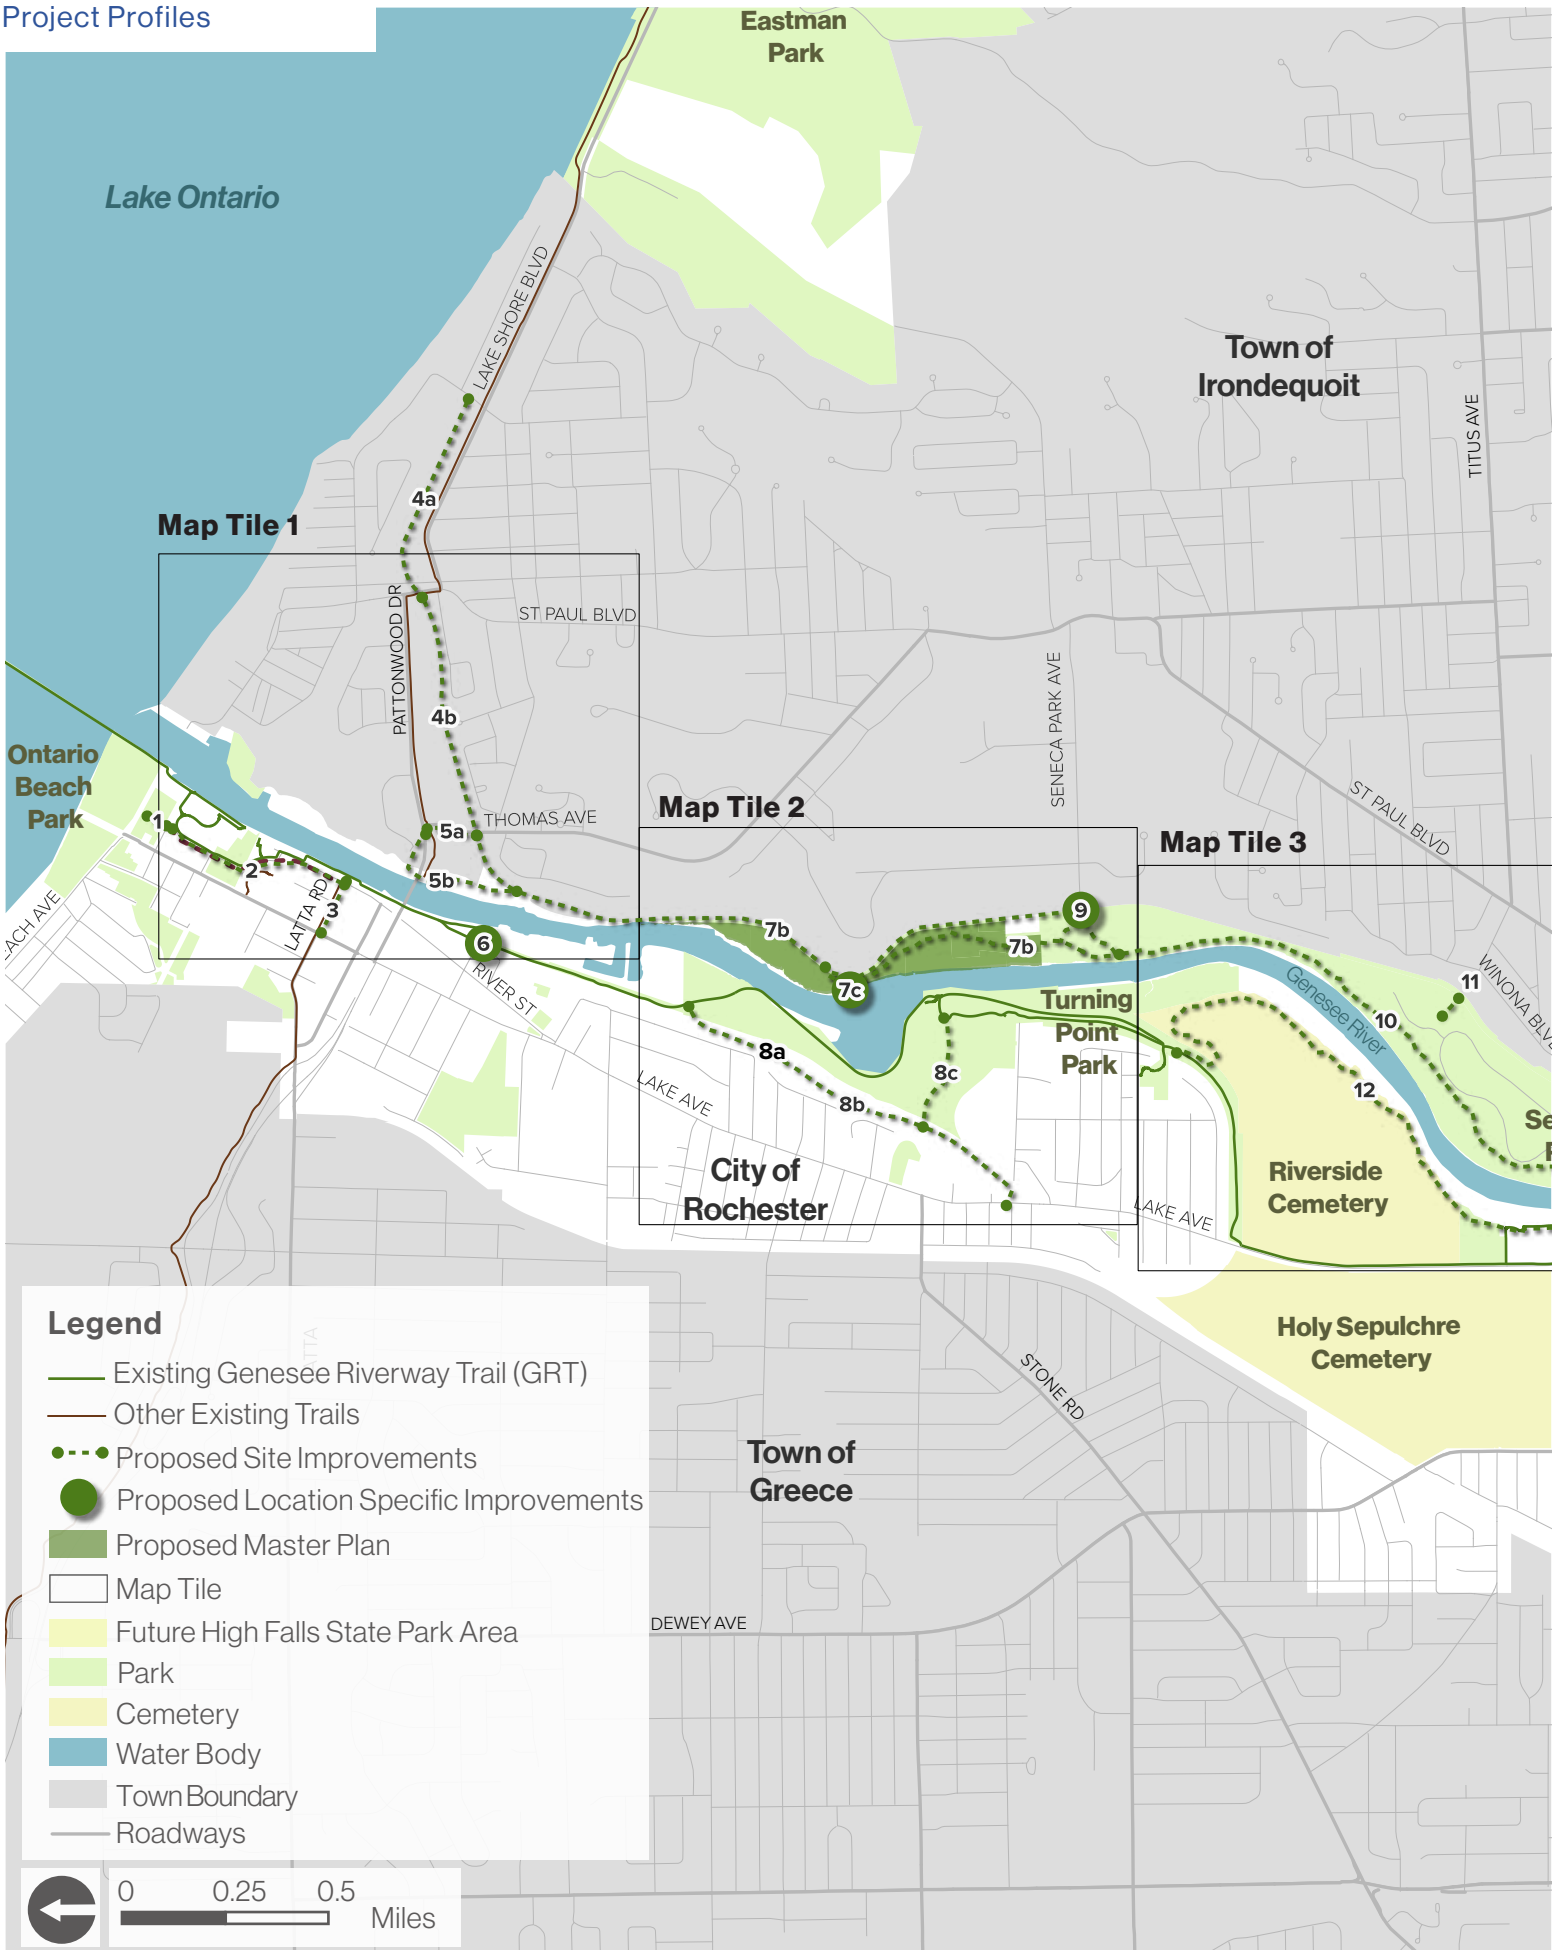 Project Profiles
Eastman
Park
Lake Ontario
LAKE SHORE BLVD
Town of
Irondequoit
TITUS AVE
4a
Map Tile 1
PATTONWOOD DR
ST PAUL BLVD
4b
SENECA PARK AVE
Ontario
Beach
Park
1
2
3
LATTA RD
5a
THOMAS AVE
5b
6
RIVER ST
Map Tile 2
ST PAUL BLVD
Map Tile 3
7b
7c
7b
9
Turning
Point
Park
Genesee River
11
WINONA BLV
10
12
8a
8b
8c
LAKE AVE
City of
Rochester
LAKE AVE
Riverside
Cemetery
Se
EACH AVE
Holy Sepulchre
Cemetery
STONE RD
Town of
Greece
DEWEY AVE
Legend
ATTA
Existing Genesee Riverway Trail (GRT)
Other Existing Trails
Proposed Site Improvements
Proposed Location Specific Improvements
Proposed Master Plan
Map Tile
Future High Falls State Park Area
Park
Cemetery
Water Body
Town Boundary
Roadways
0 0.25 0.5
Miles